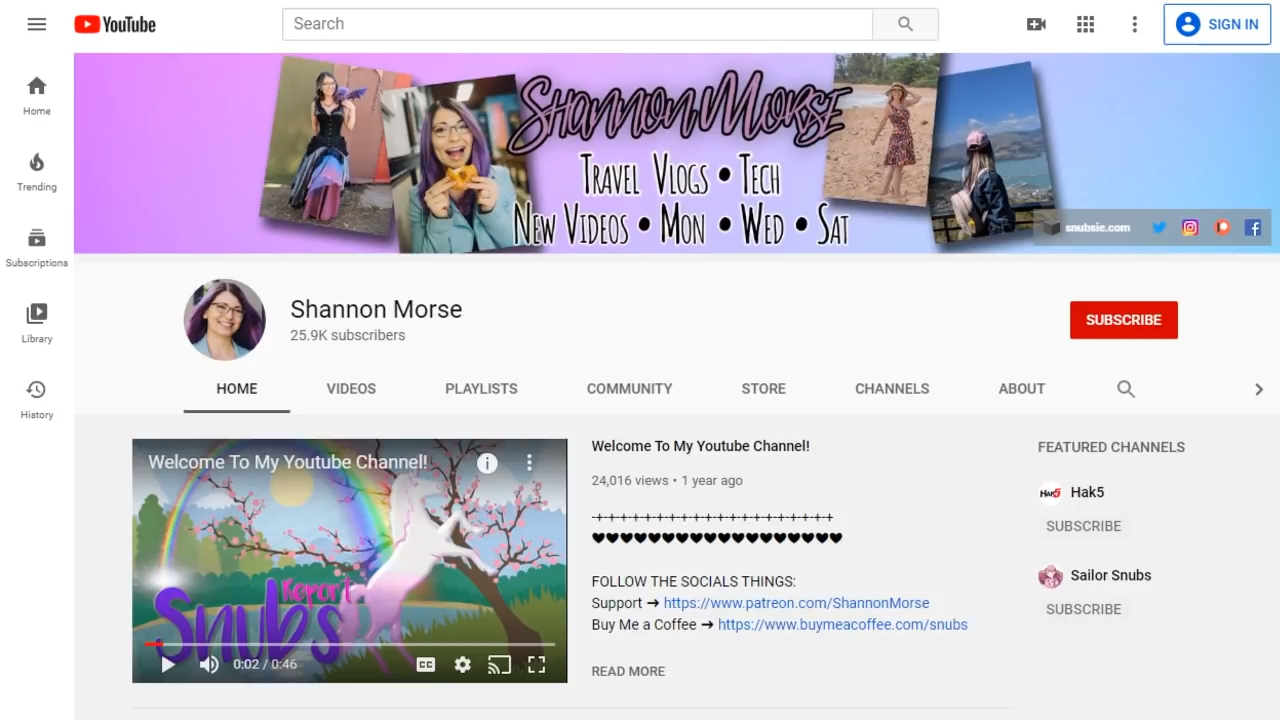 YouTube
Search
SIGN IN
Home
Trending
Subscriptions
Library
History
SHANNON MORSE
TRAVEL VLOGS • TECH
NEW VIDEOS • MON • WED • SAT
snubsie.com
Shannon Morse
25.9K subscribers
SUBSCRIBE
HOME
VIDEOS
PLAYLISTS
COMMUNITY
STORE
CHANNELS
ABOUT
Welcome To My Youtube Channel!
Snubs Report
0:02 / 0:46
CC
Welcome To My Youtube Channel!
24,016 views • 1 year ago
-+-+-+-+-+-+-+-+-+-+-+-+-+-+-+-+-+-+-+-+
♥♥♥♥♥♥♥♥♥♥♥♥♥♥♥♥♥♥
FOLLOW THE SOCIALS THINGS:
Support ➞ https://www.patreon.com/ShannonMorse
Buy Me a Coffee ➞ https://www.buymeacoffee.com/snubs
READ MORE
FEATURED CHANNELS
HAK5
Hak5
SUBSCRIBE
Sailor Snubs
SUBSCRIBE